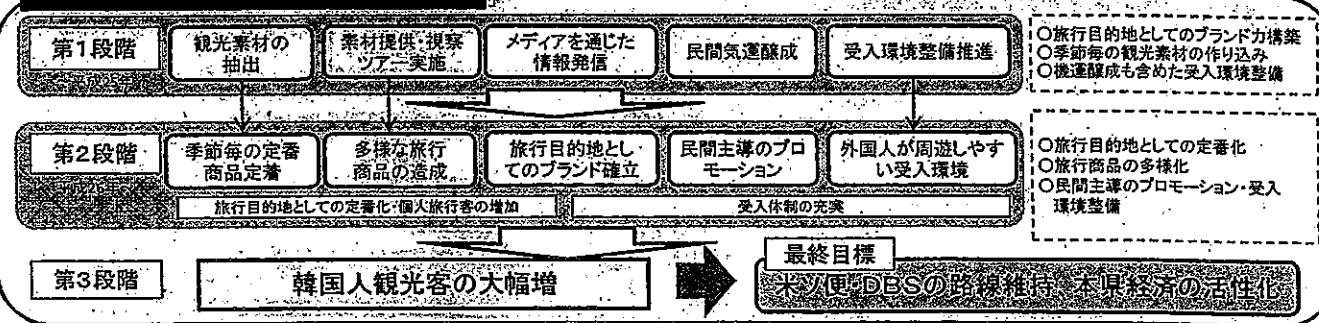 第1段階
観光素材の
抽出
素材提供・視察
ツアー実施
メディアを通じた
情報発信
民間気運醸成
受入環境整備推進
○旅行目的地としてのブランド力構築
○季節毎の観光素材の作り込み
○機運醸成も含めた受入環境整備
第2段階
季節毎の定番
商品定着
多様な旅行
商品の造成
旅行目的地とし
てのブランド確立
民間主導のプロ
モーション
外国人が周遊しやす
い受入環境
旅行目的地としての定番化・個人旅行客の増加
受入体制の充実
○旅行目的地としての定番化
○旅行商品の多様化
○民間主導のプロモーション・受入
環境整備
第3段階
韓国人観光客の大幅増
最終目標
米ソ便・DBSの路線維持 本県経済の活性化